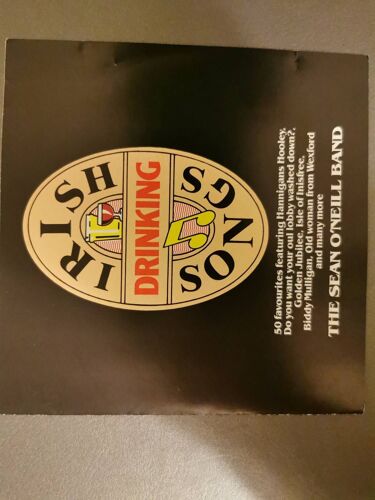 IRISH
DRINKING
SONGS
50 favourites featuring Hannigans Hooley,
Do you want your oul lobby washed down?,
Golden Jubilee, Isle of Inisfree,
Biddy Mulligan, Old woman from Wexford
and many more
THE SEAN O'NEILL BAND